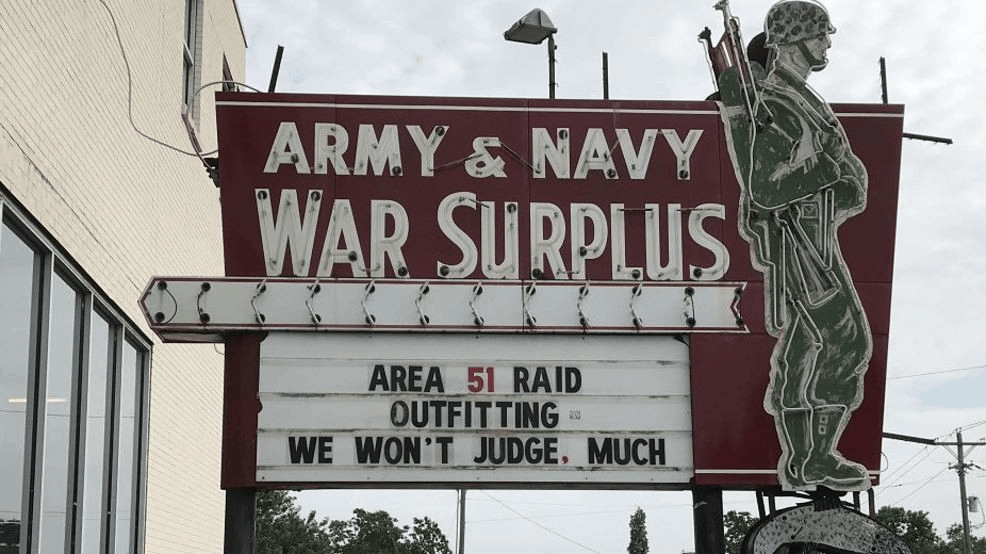 ARMY & NAVY
WAR SURPLUS
AREA 51 RAID
OUTFITTING
WE WON'T JUDGE, MUCH